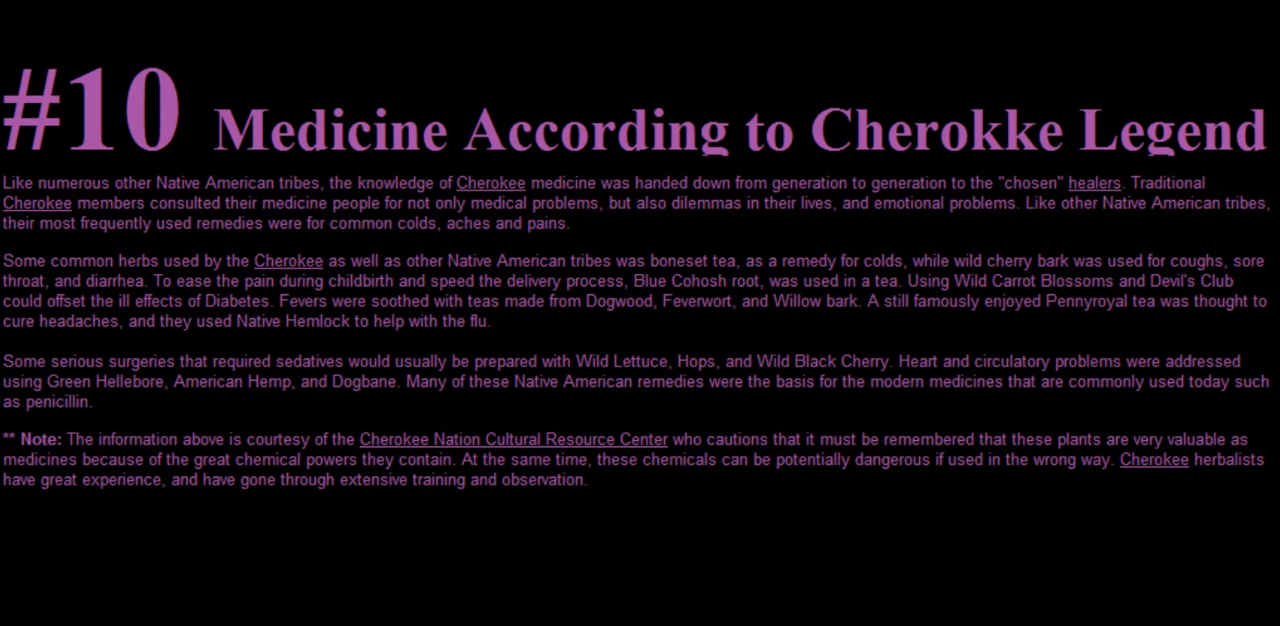 #10 Medicine According to Cherokke Legend
Like numerous other Native American tribes, the knowledge of Cherokee medicine was handed down from generation to generation to the "chosen" healers. Traditional
Cherokee members consulted their medicine people for not only medical problems, but also dilemmas in their lives, and emotional problems. Like other Native American tribes,
their most frequently used remedies were for common colds, aches and pains.
Some common herbs used by the Cherokee as well as other Native American tribes was boneset tea, as a remedy for colds, while wild cherry bark was used for coughs, sore
throat, and diarrhea. To ease the pain during childbirth and speed the delivery process, Blue Cohosh root, was used in a tea. Using Wild Carrot Blossoms and Devil's Club
could offset the ill effects of Diabetes. Fevers were soothed with teas made from Dogwood, Feverwort, and Willow bark. A still famously enjoyed Pennyroyal tea was thought to
cure headaches, and they used Native Hemlock to help with the flu.
Some serious surgeries that required sedatives would usually be prepared with Wild Lettuce, Hops, and Wild Black Cherry. Heart and circulatory problems were addressed
using Green Hellebore, American Hemp, and Dogbane. Many of these Native American remedies were the basis for the modern medicines that are commonly used today such
as penicillin.
** Note: The information above is courtesy of the Cherokee Nation Cultural Resource Center who cautions that it must be remembered that these plants are very valuable as
medicines because of the great chemical powers they contain. At the same time, these chemicals can be potentially dangerous if used in the wrong way. Cherokee herbalists
have great experience, and have gone through extensive training and observation.